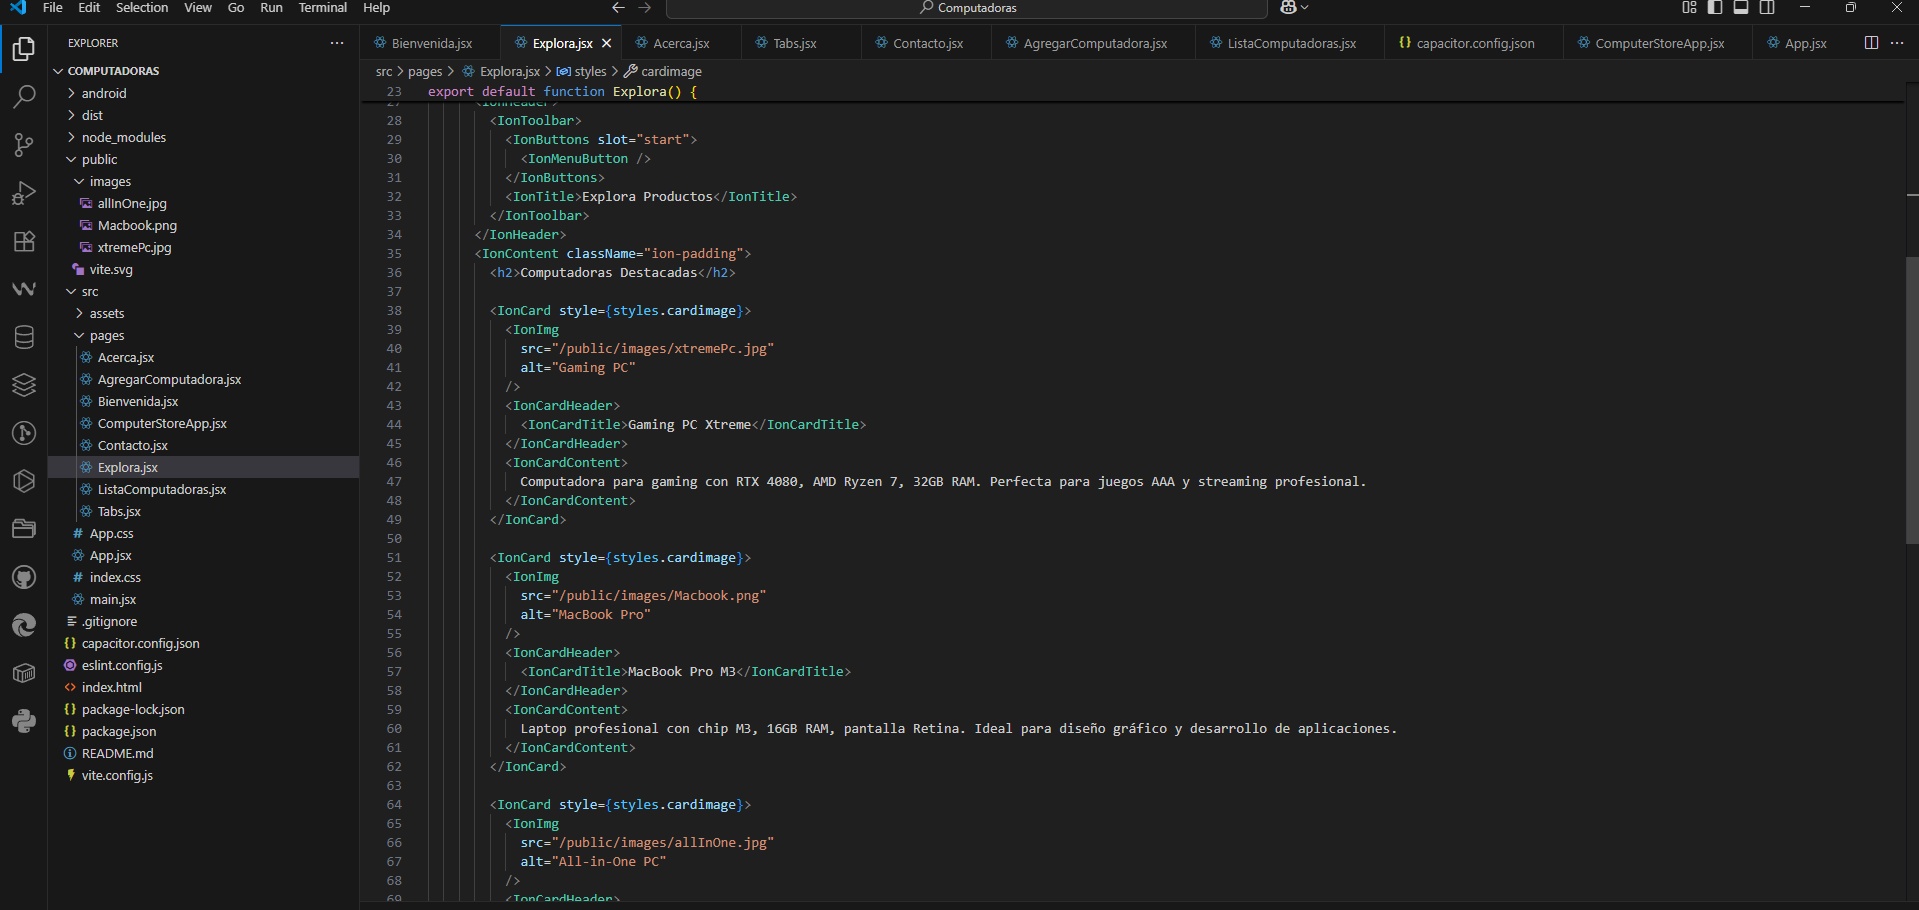 File Edit Selection View Go Run Terminal Help
Computadoras
EXPLORER
Bienvenida.jsx
Explora.jsx
Acerca.jsx
Tabs.jsx
Contacto.jsx
AgregarComputadora.jsx
ListaComputadoras.jsx
capacitor.config.json
ComputerStoreApp.jsx
App.jsx
COMPUTADORAS
android
dist
node_modules
public
images
allInOne.jpg
Macbook.png
xtremePc.jpg
vite.svg
src
assets
pages
Acerca.jsx
AgregarComputadora.jsx
Bienvenida.jsx
ComputerStoreApp.jsx
Contacto.jsx
Explora.jsx
ListaComputadoras.jsx
Tabs.jsx
App.css
App.jsx
index.css
main.jsx
.gitignore
capacitor.config.json
eslint.config.js
index.html
package-lock.json
package.json
README.md
vite.config.js
src > pages > Explora.jsx > styles > cardimage
23 export default function Explora() {
27 <IonHeader>
28 <IonToolbar>
29 <IonButtons slot="start">
30 <IonMenuButton />
31 </IonButtons>
32 <IonTitle>Explora Productos</IonTitle>
33 </IonToolbar>
34 </IonHeader>
35 <IonContent className="ion-padding">
36 <h2>Computadoras Destacadas</h2>
37
38 <IonCard style={styles.cardimage}>
39 <IonImg
40 src="/public/images/xtremePc.jpg"
41 alt="Gaming PC"
42 />
43 <IonCardHeader>
44 <IonCardTitle>Gaming PC Xtreme</IonCardTitle>
45 </IonCardHeader>
46 <IonCardContent>
47 Computadora para gaming con RTX 4080, AMD Ryzen 7, 32GB RAM. Perfecta para juegos AAA y streaming profesional.
48 </IonCardContent>
49 </IonCard>
50
51 <IonCard style={styles.cardimage}>
52 <IonImg
53 src="/public/images/Macbook.png"
54 alt="MacBook Pro"
55 />
56 <IonCardHeader>
57 <IonCardTitle>MacBook Pro M3</IonCardTitle>
58 </IonCardHeader>
59 <IonCardContent>
60 Laptop profesional con chip M3, 16GB RAM, pantalla Retina. Ideal para diseño gráfico y desarrollo de aplicaciones.
61 </IonCardContent>
62 </IonCard>
63
64 <IonCard style={styles.cardimage}>
65 <IonImg
66 src="/public/images/allInOne.jpg"
67 alt="All-in-One PC"
68 />
69 <IonCardHeader>